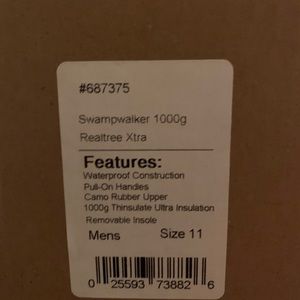 #687375
Swampwalker 1000g
Realtree Xtra
Features:
Waterproof Construction
Pull-On Handles
Camo Rubber Upper
1000g Thinsulate Ultra Insulation
Removable Insole
Mens Size 11
0 25593 73882 6